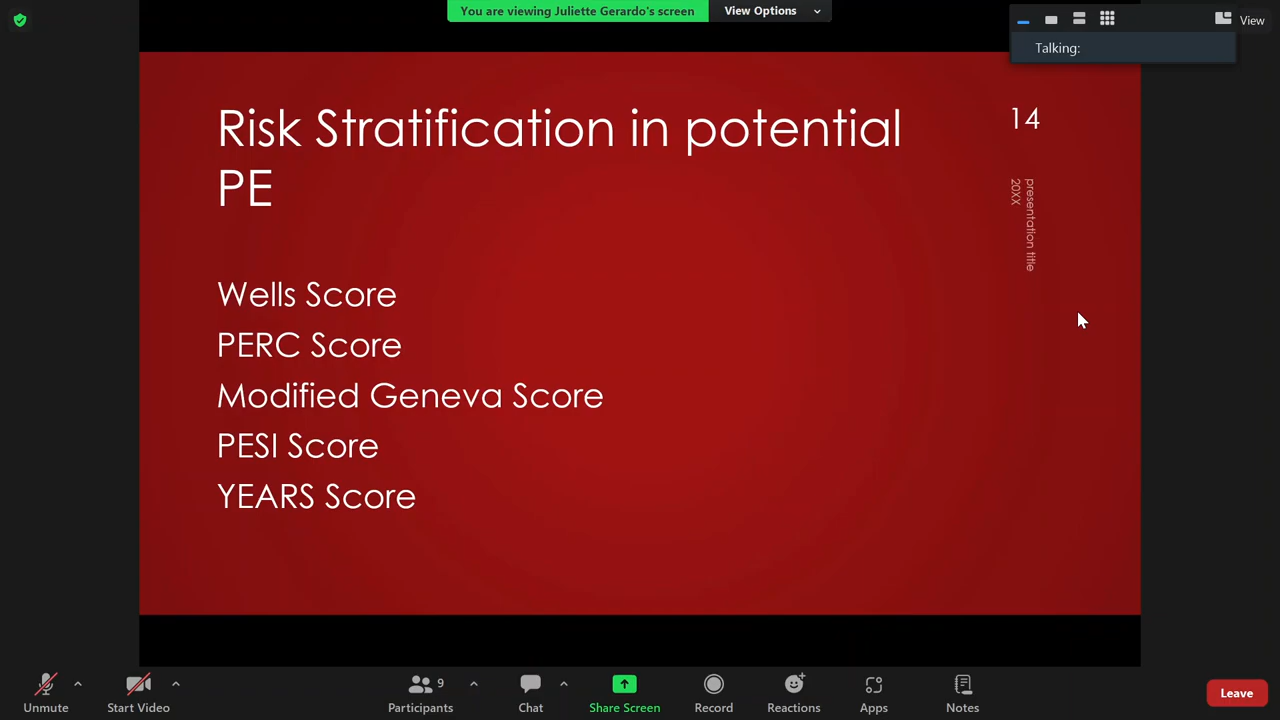 You are viewing Juliette Gerardo's screen
View Options
View
Talking:
Risk Stratification in potential
PE
14
presentation title
20XX
Wells Score
PERC Score
Modified Geneva Score
PESI Score
YEARS Score
Unmute
Start Video
9
Participants
Chat
Share Screen
Record
Reactions
Apps
Notes
Leave